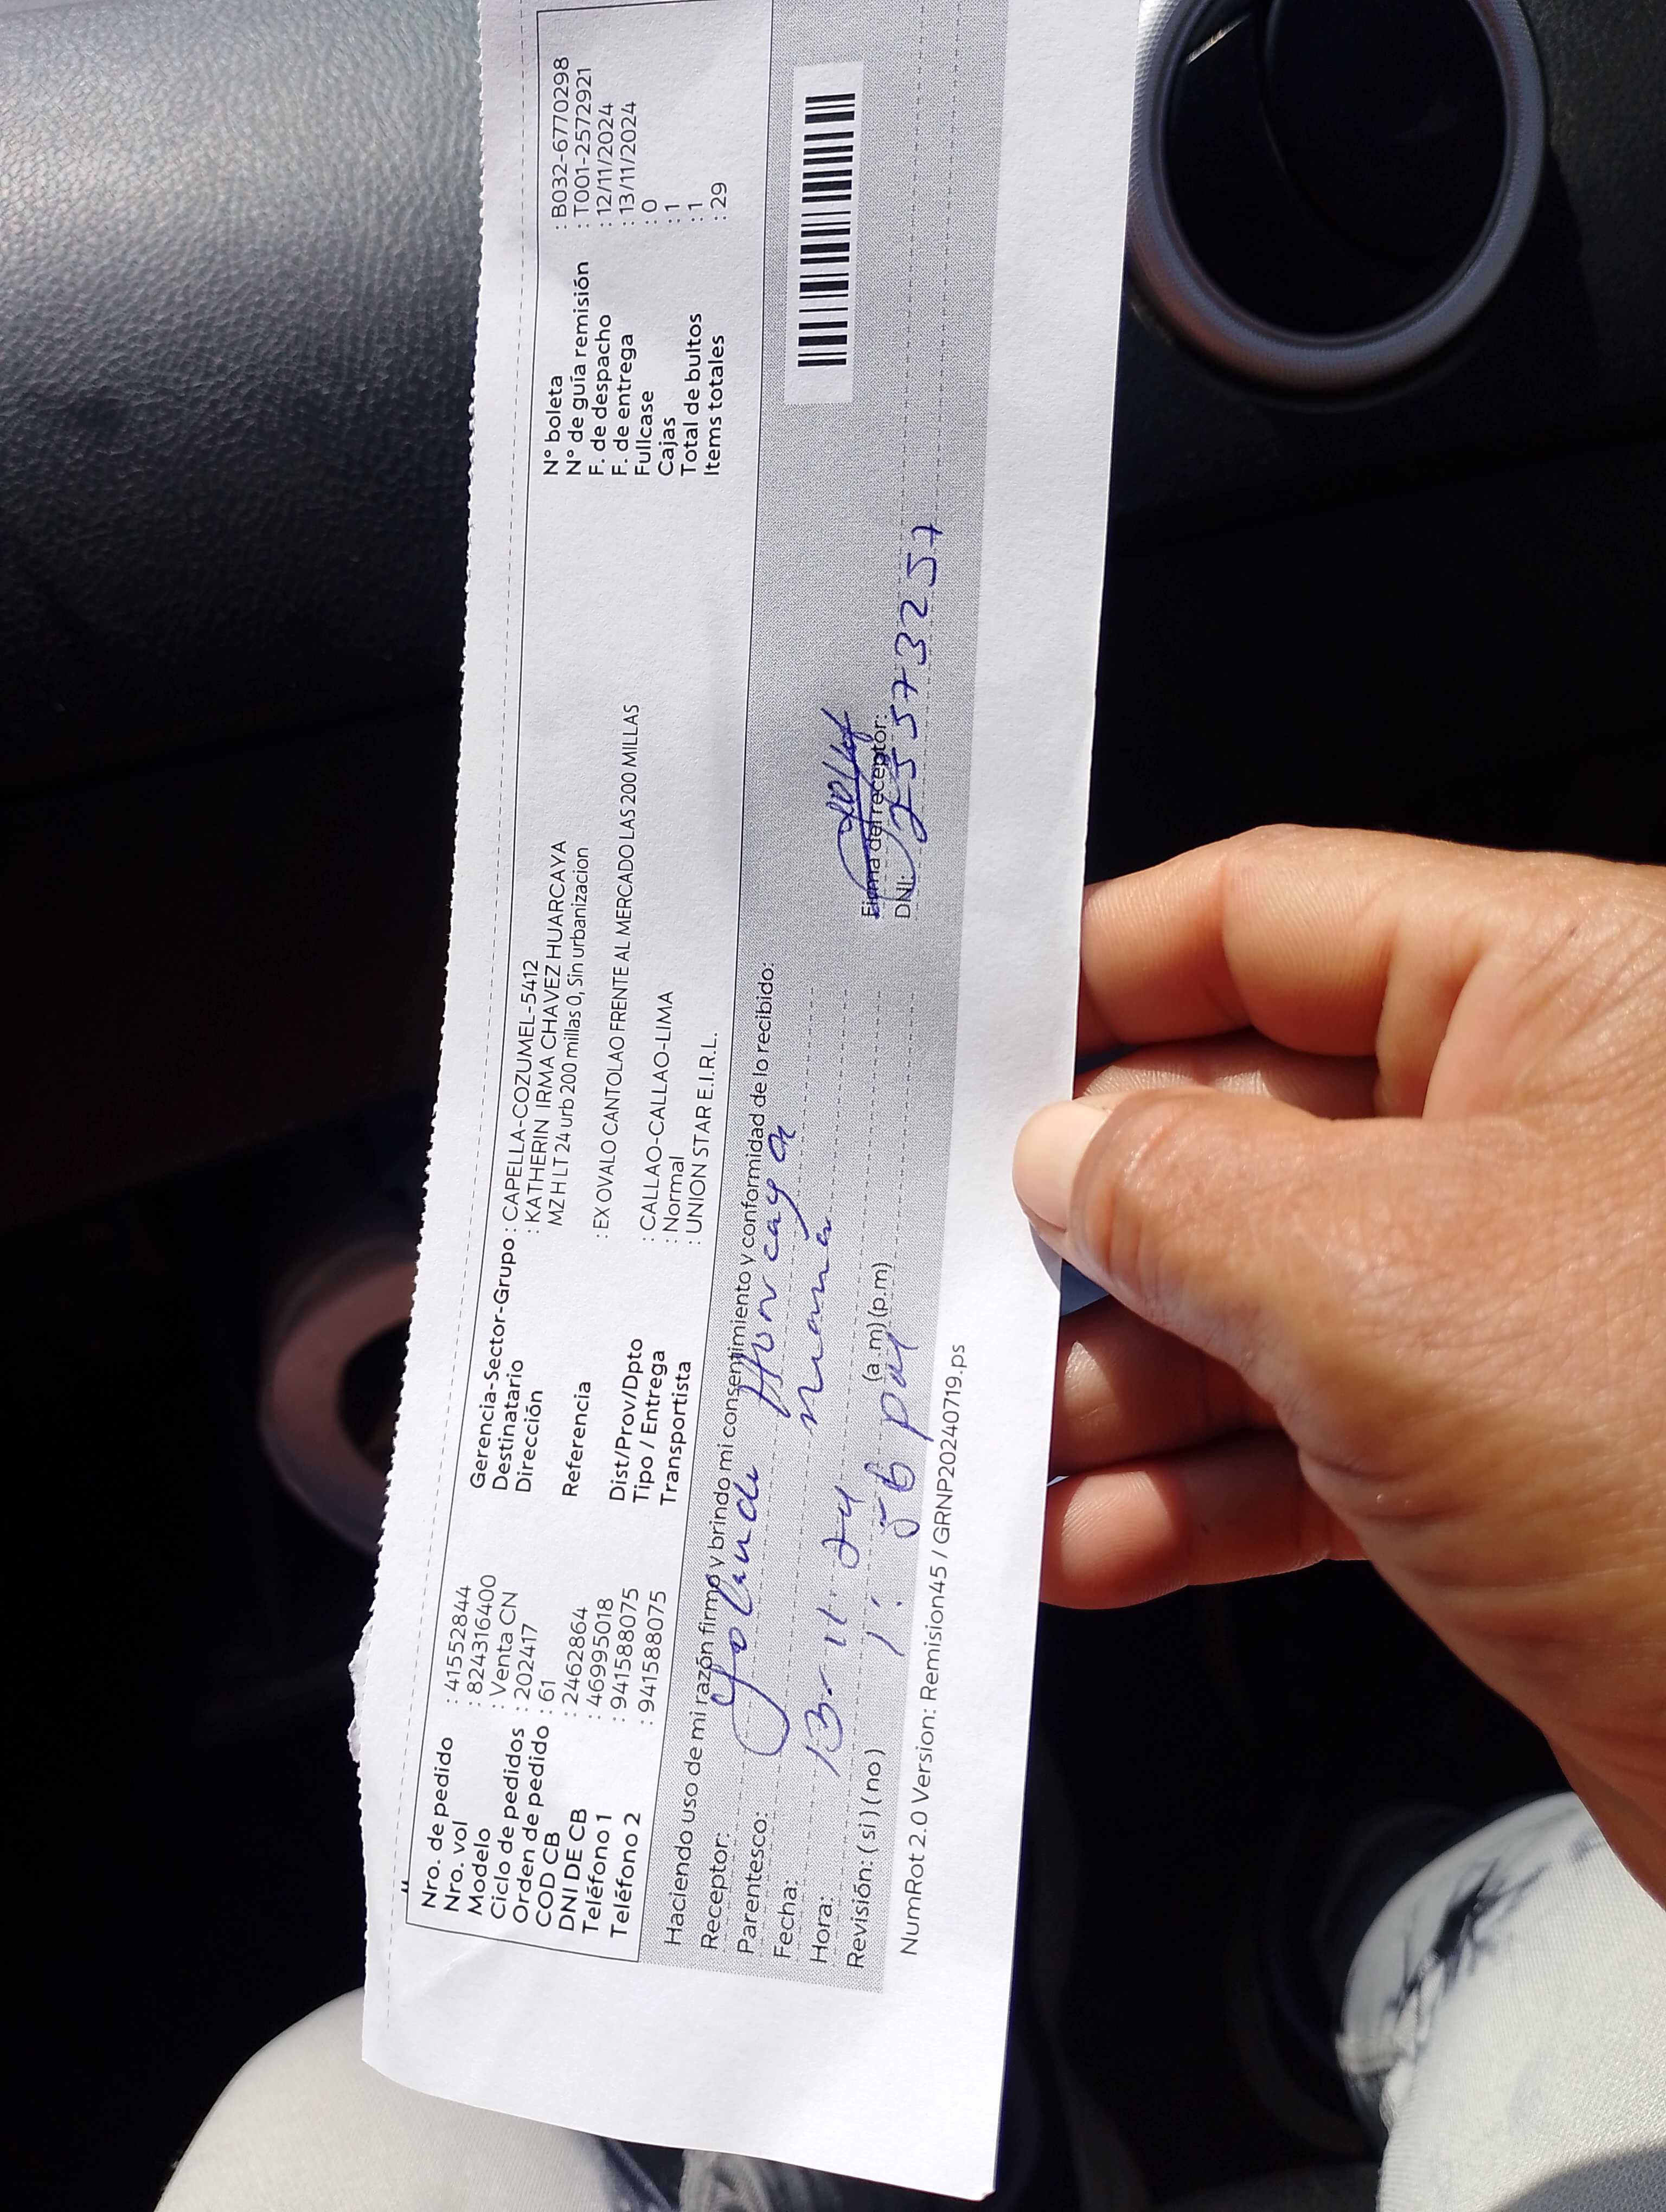 Nro. de pedido : 41552844
Nro. vol : 824316400
Modelo : Venta CN
Ciclo de pedidos : 202417
Orden de pedido : 61
COD CB : 2462864
DNI DE CB : 46995018
Teléfono 1 : 941588075
Teléfono 2 : 941588075
Gerencia-Sector-Grupo : CAPELLA-COZUMEL-5412
Destinatario : KATHERIN IRMA CHAVEZ HUARCAYA
Dirección MZ H LT 24 urb 200 millas 0, Sin urbanizacion
Referencia : EX OVALO CANTOLAO FRENTE AL MERCADO LAS 200 MILLAS
Dist/Prov/Dpto : CALLAO-CALLAO-LIMA
Tipo / Entrega : Normal
Transportista : UNION STAR E.I.R.L.
N° boleta : B032-6770298
N° de guía remisión : T001-2572921
F. de despacho : 12/11/2024
F. de entrega : 13/11/2024
Fullcase : 0
Cajas : 1
Total de bultos : 1
Items totales : 29
Haciendo uso de mi razón firmo y brindo mi consentimiento y conformidad de lo recibido:
Receptor: Yolanda Huarcaya
Parentesco: mamá
Fecha: 13-11-24
Hora: (a.m)(p.m)
Revisión: (si)(no)
Firma del receptor:
DNI: 25573257
NumRot 2.0 Version: Remision45 / GRNP20240719.ps